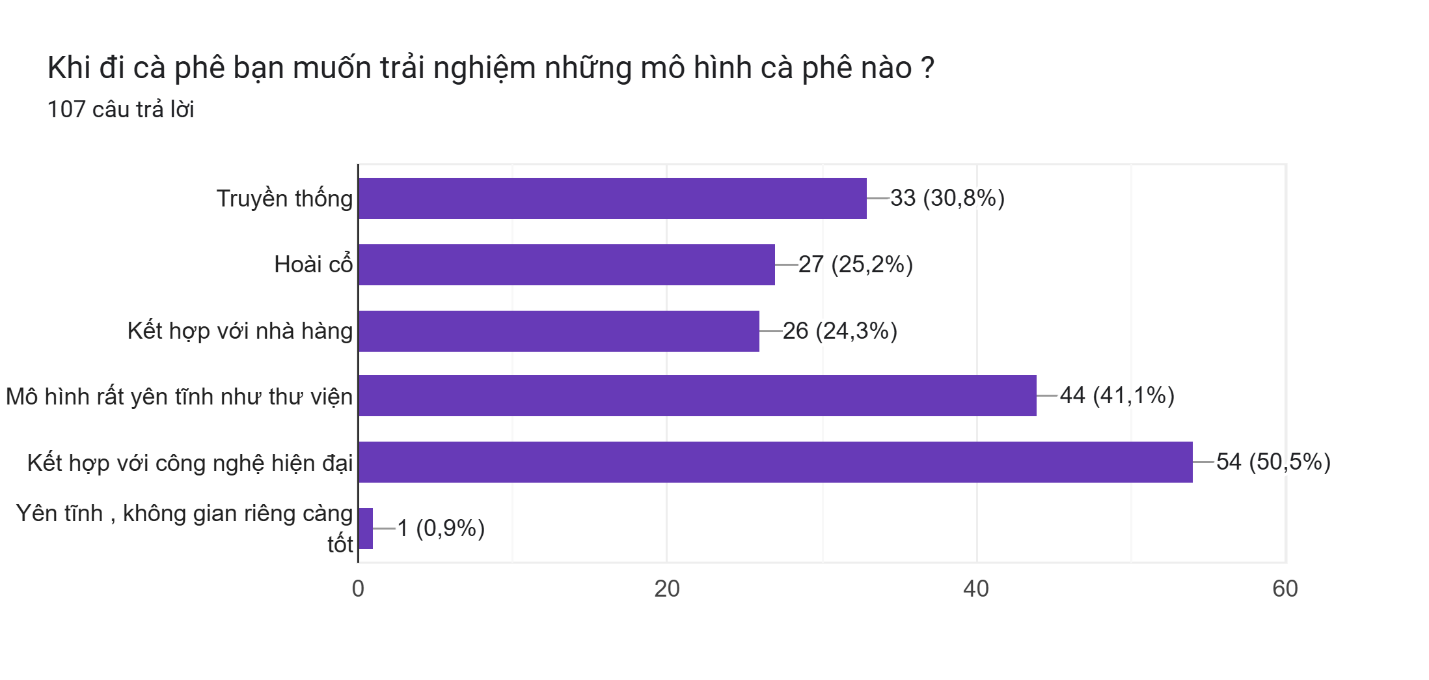 Khi đi cà phê bạn muốn trải nghiệm những mô hình cà phê nào ?
107 câu trả lời
Truyền thống
33 (30,8%)
Hoài cổ
27 (25,2%)
Kết hợp với nhà hàng
26 (24,3%)
Mô hình rất yên tĩnh như thư viện
44 (41,1%)
Kết hợp với công nghệ hiện đại
54 (50,5%)
Yên tĩnh , không gian riêng càng
tốt
1 (0,9%)
0
20
40
60